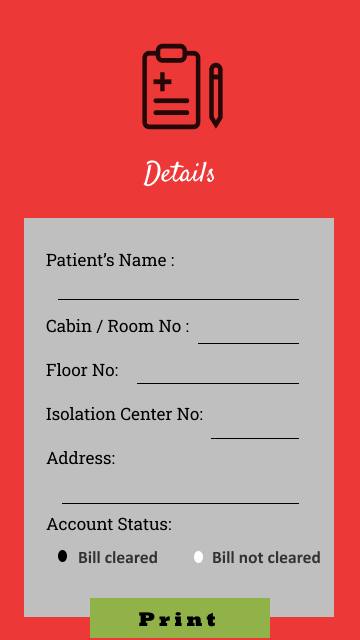 Details
Patient’s Name :
Cabin / Room No :
Floor No:
Isolation Center No:
Address:
Account Status:
Bill cleared Bill not cleared
Print